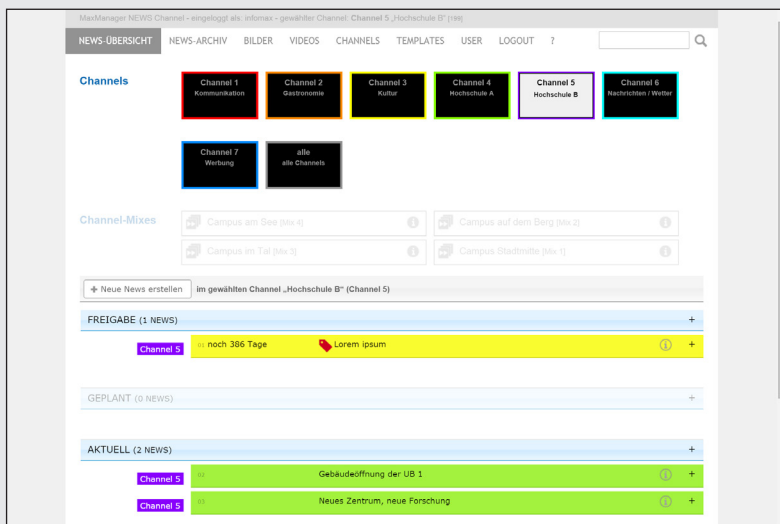 MaxManager NEWS Channel - eingeloggt als: infomax - gewählter Channel: Channel 5 „Hochschule B" [198]
NEWS-ÜBERSICHT NEWS-ARCHIV BILDER VIDEOS CHANNELS TEMPLATES USER LOGOUT ?
Channels
Channel 1 Channel 2 Channel 3 Channel 4 Channel 5 Channel 6
Kommunikation Gastronomie Kultur Hochschule A Hochschule B Nachrichten / Wetter
Channel 7 alle
Werbung alle Channels
Channel-Mixes Campus am See [Mix 4] Campus auf dem Berg [Mix 2]
Campus im Tal [Mix 3] Campus Stadtmitte [Mix 1]
+ Neue News erstellen im gewählten Channel „Hochschule B" (Channel 5)
FREIGABE (1 NEWS) +
Channel 5 01 noch 386 Tage Lorem ipsum +
GEPLANT (0 NEWS) +
AKTUELL (2 NEWS) +
Channel 5 02 Gebäudeöffnung der UB 1 +
Channel 5 03 Neues Zentrum, neue Forschung +